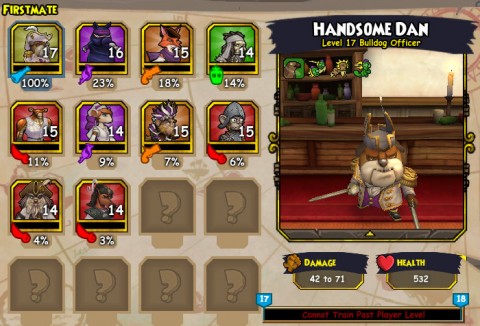 FIRSTMATE
17 16 15 14
100% 23% 18% 14%
15 14 15 15
11% 9% 7% 6%
14 14
4% 3%
HANDSOME DAN
Level 17 Bulldog Officer
DAMAGE HEALTH
42 to 71 532
17 18
Cannot Train Past Player Level